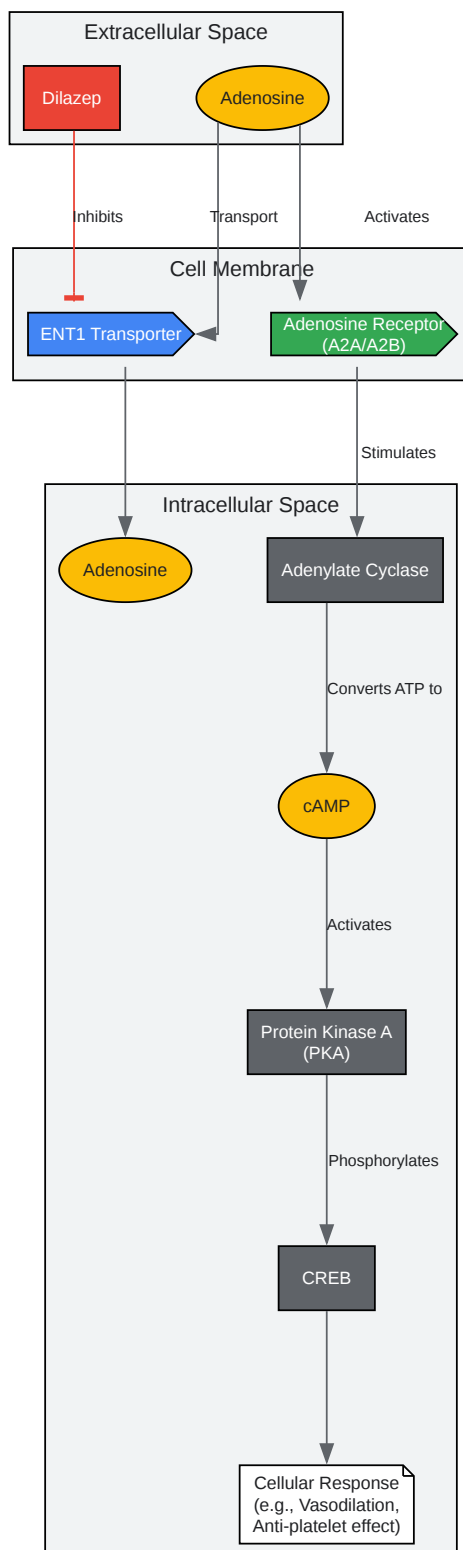 Extracellular Space
Dilazep
Adenosine
Inhibits
Transport
Activates
Cell Membrane
ENT1 Transporter
Adenosine Receptor
(A2A/A2B)
Stimulates
Intracellular Space
Adenosine
Adenylate Cyclase
Converts ATP to
cAMP
Activates
Protein Kinase A
(PKA)
Phosphorylates
CREB
Cellular Response
(e.g., Vasodilation,
Anti-platelet effect)